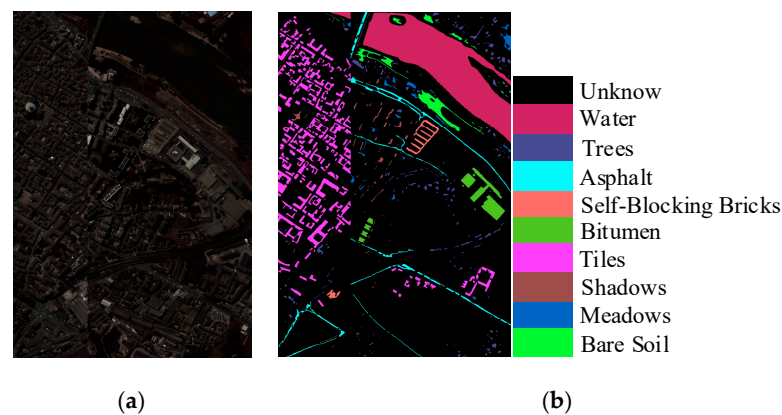 Unknow
Water
Trees
Asphalt
Self-Blocking Bricks
Bitumen
Tiles
Shadows
Meadows
Bare Soil
(a) (b)